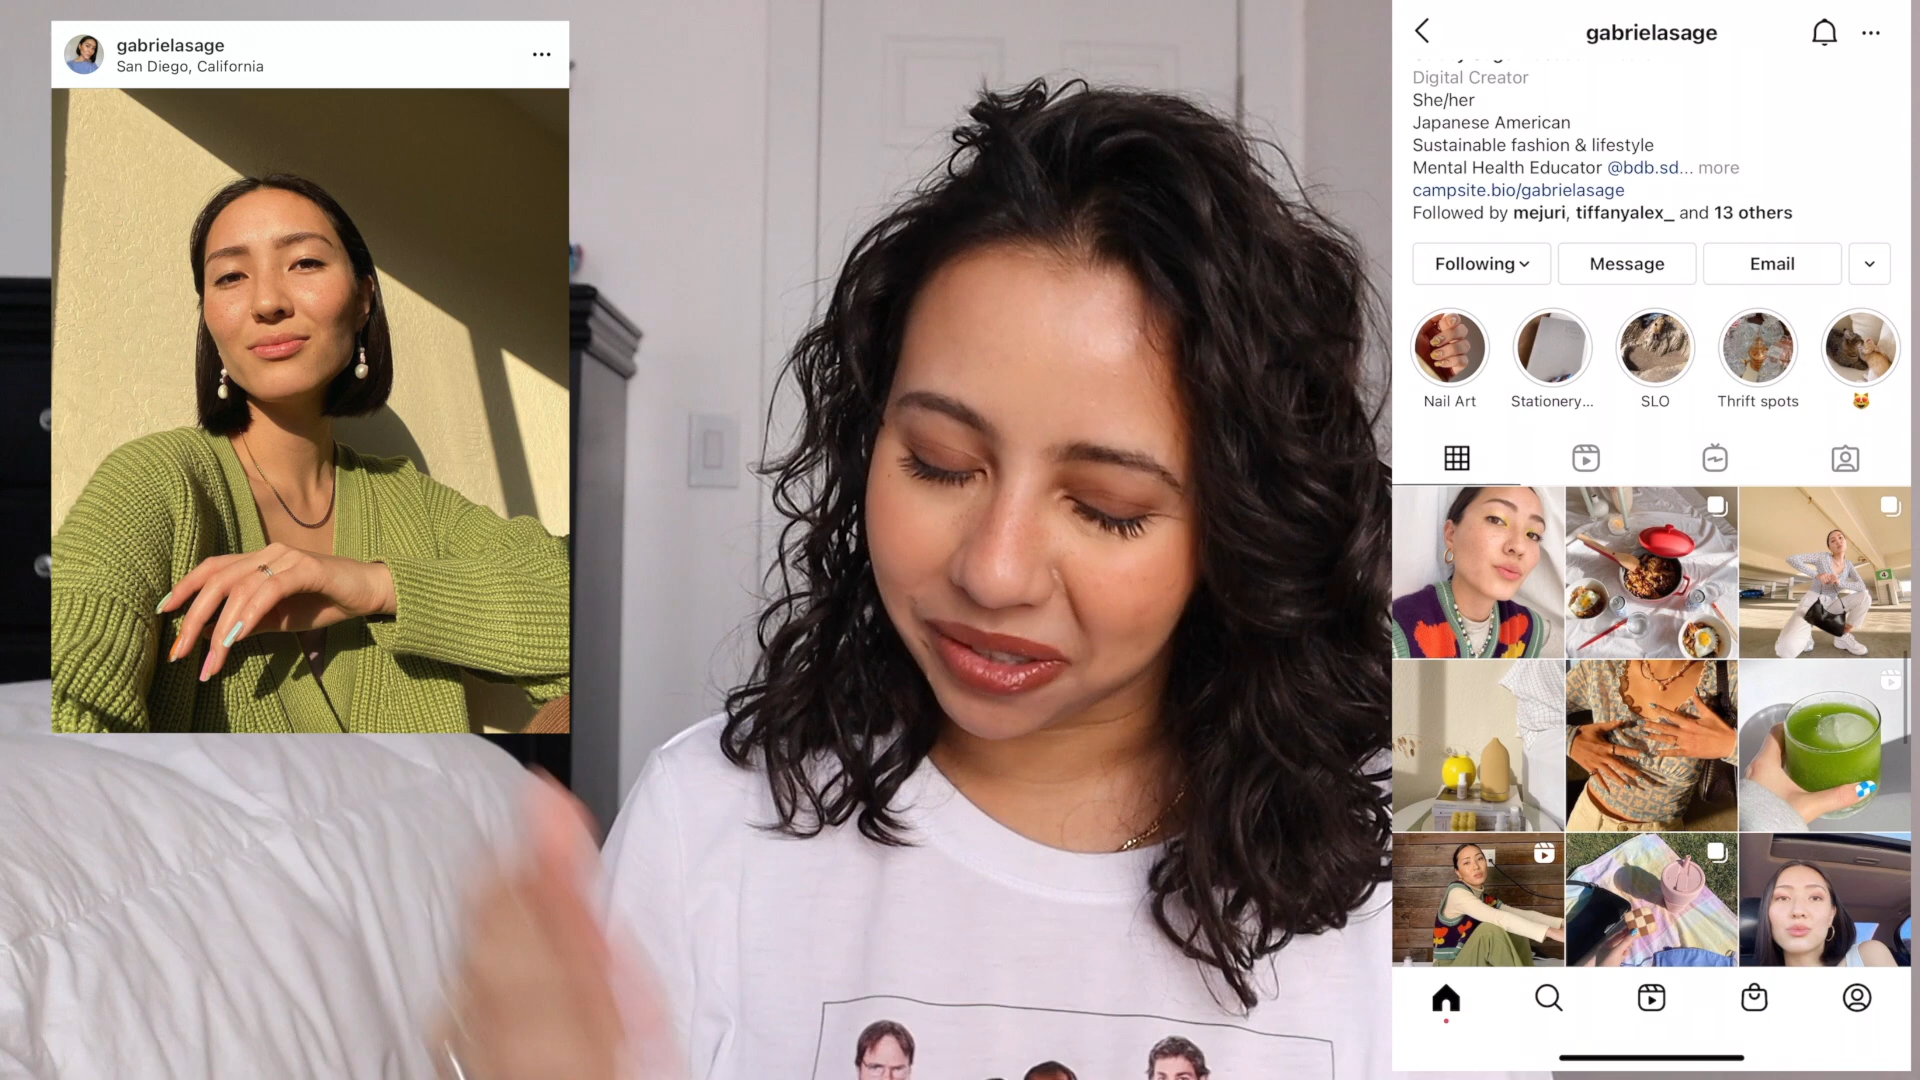 gabrielasage
San Diego, California
gabrielasage
Digital Creator
She/her
Japanese American
Sustainable fashion & lifestyle
Mental Health Educator @bdb.sd... more
campsite.bio/gabrielasage
Followed by mejuri, tiffanyalex_ and 13 others
Following Message Email
Nail Art Stationery... SLO Thrift spots 😻